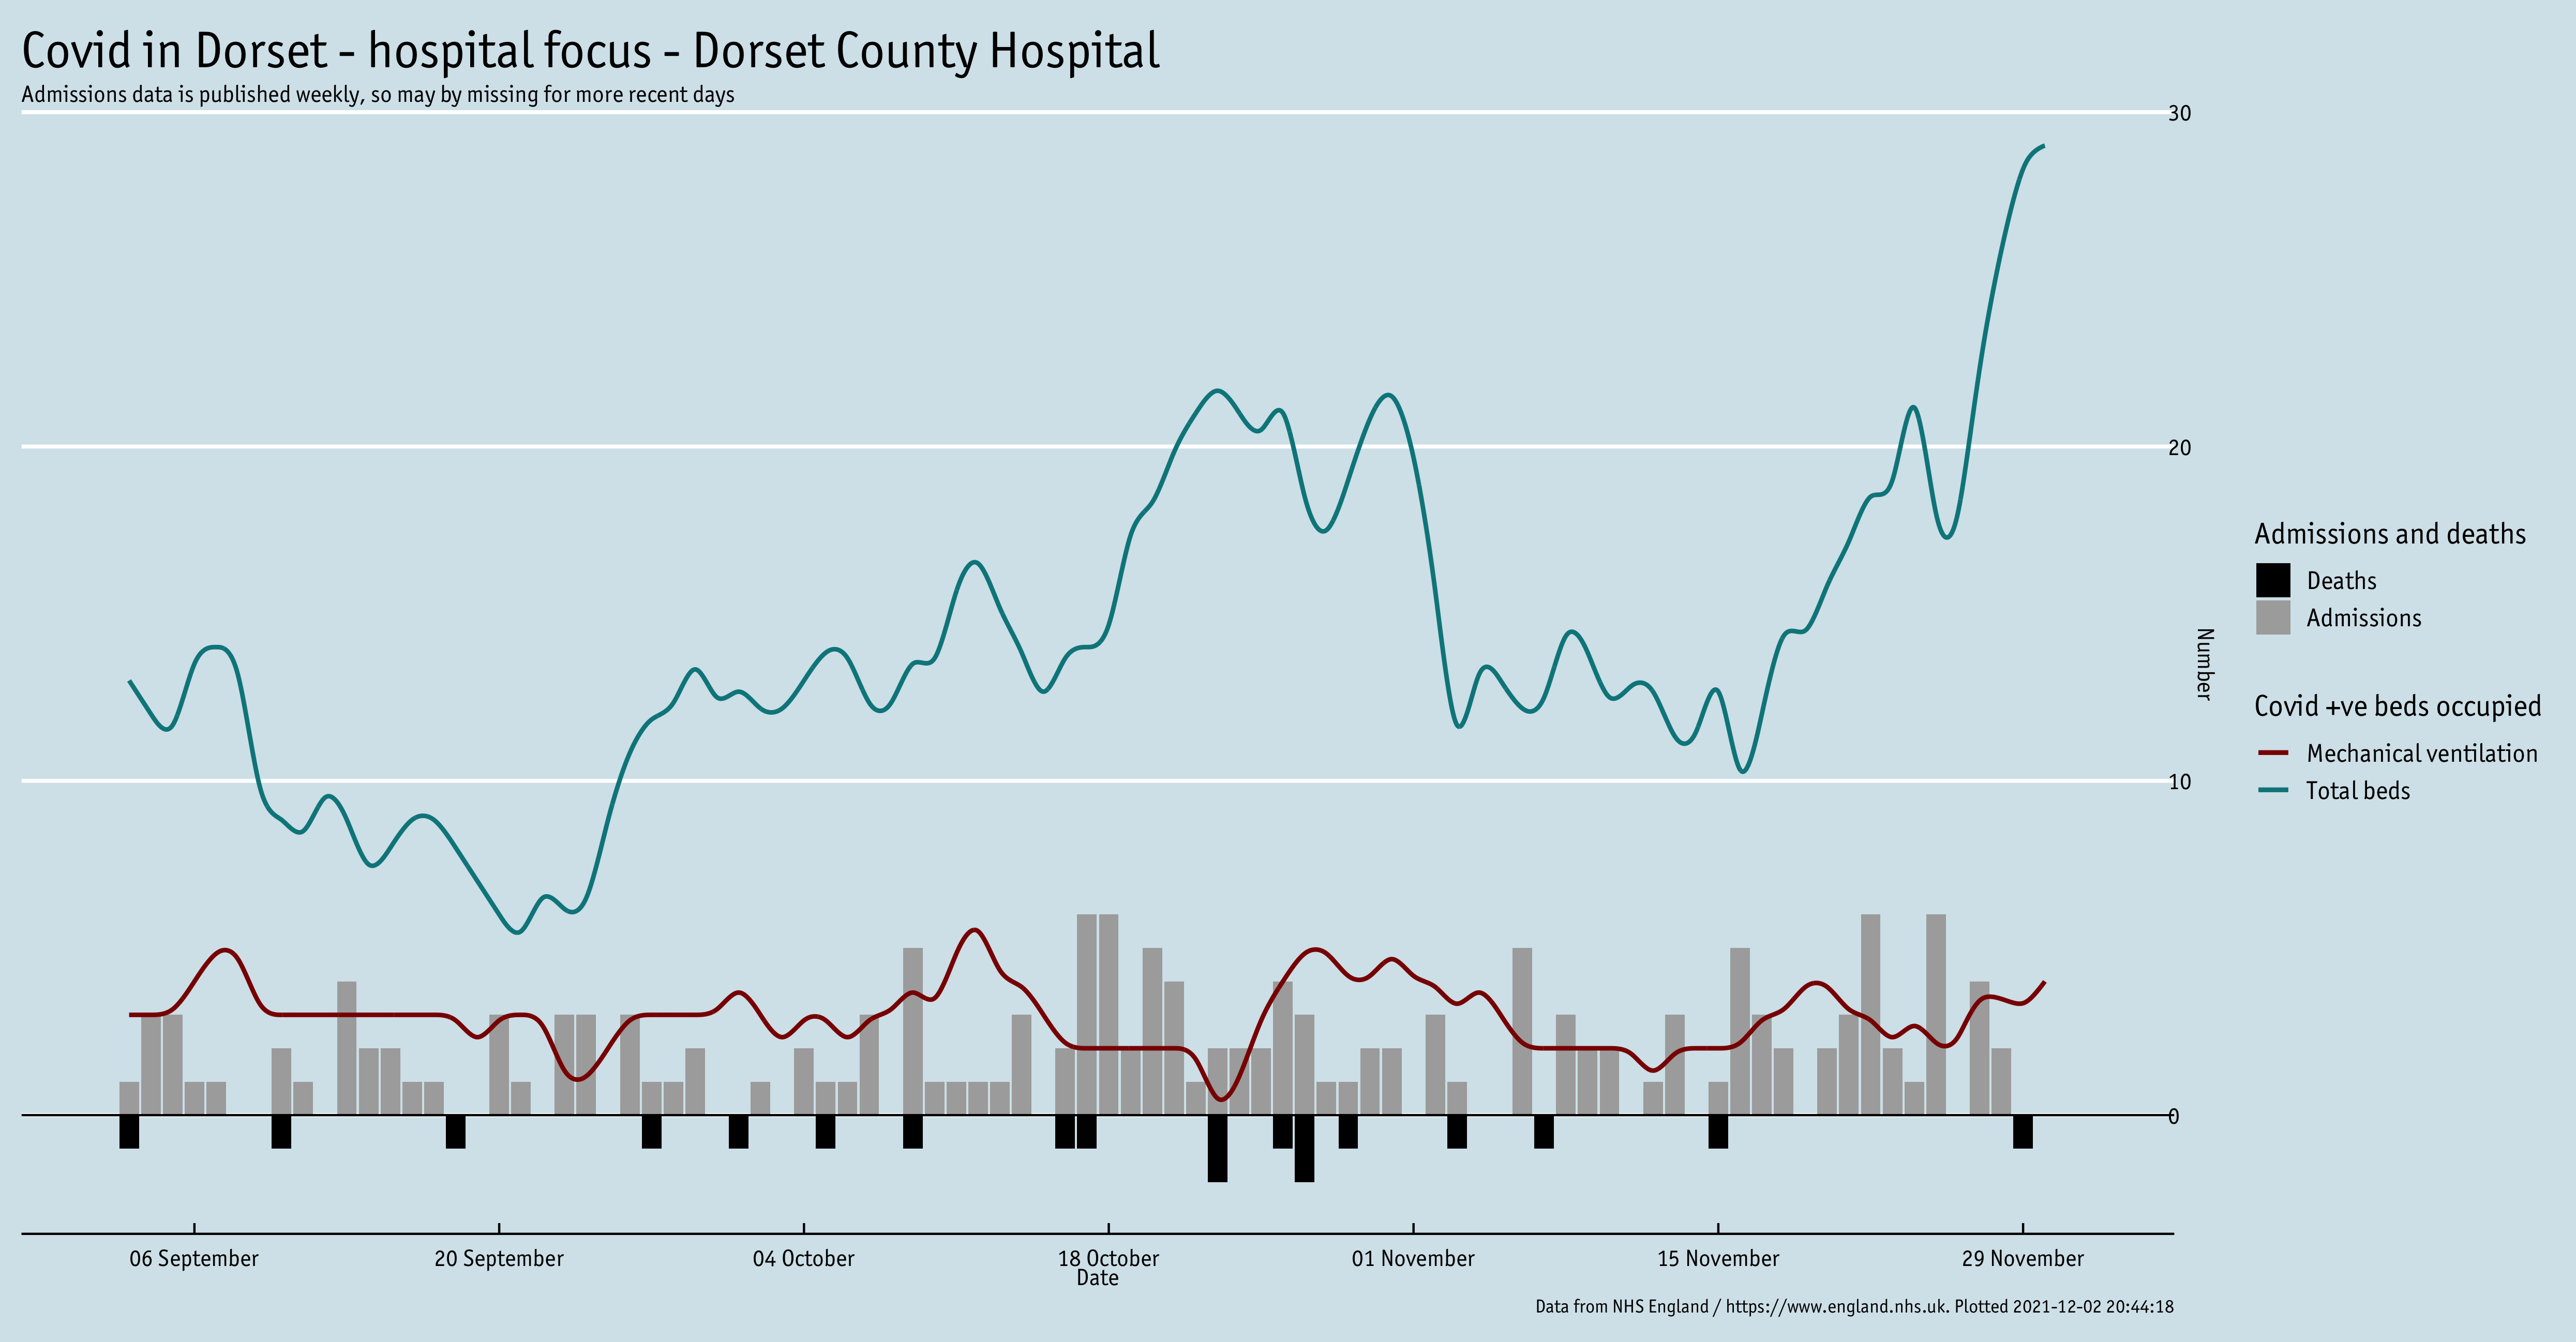 Covid in Dorset - hospital focus - Dorset County Hospital
Admissions data is published weekly, so may by missing for more recent days
30
20
10
0
Number
Admissions and deaths
Deaths
Admissions
Covid +ve beds occupied
Mechanical ventilation
Total beds
06 September 20 September 04 October 18 October 01 November 15 November 29 November
Date
Data from NHS England / https://www.england.nhs.uk. Plotted 2021-12-02 20:44:18